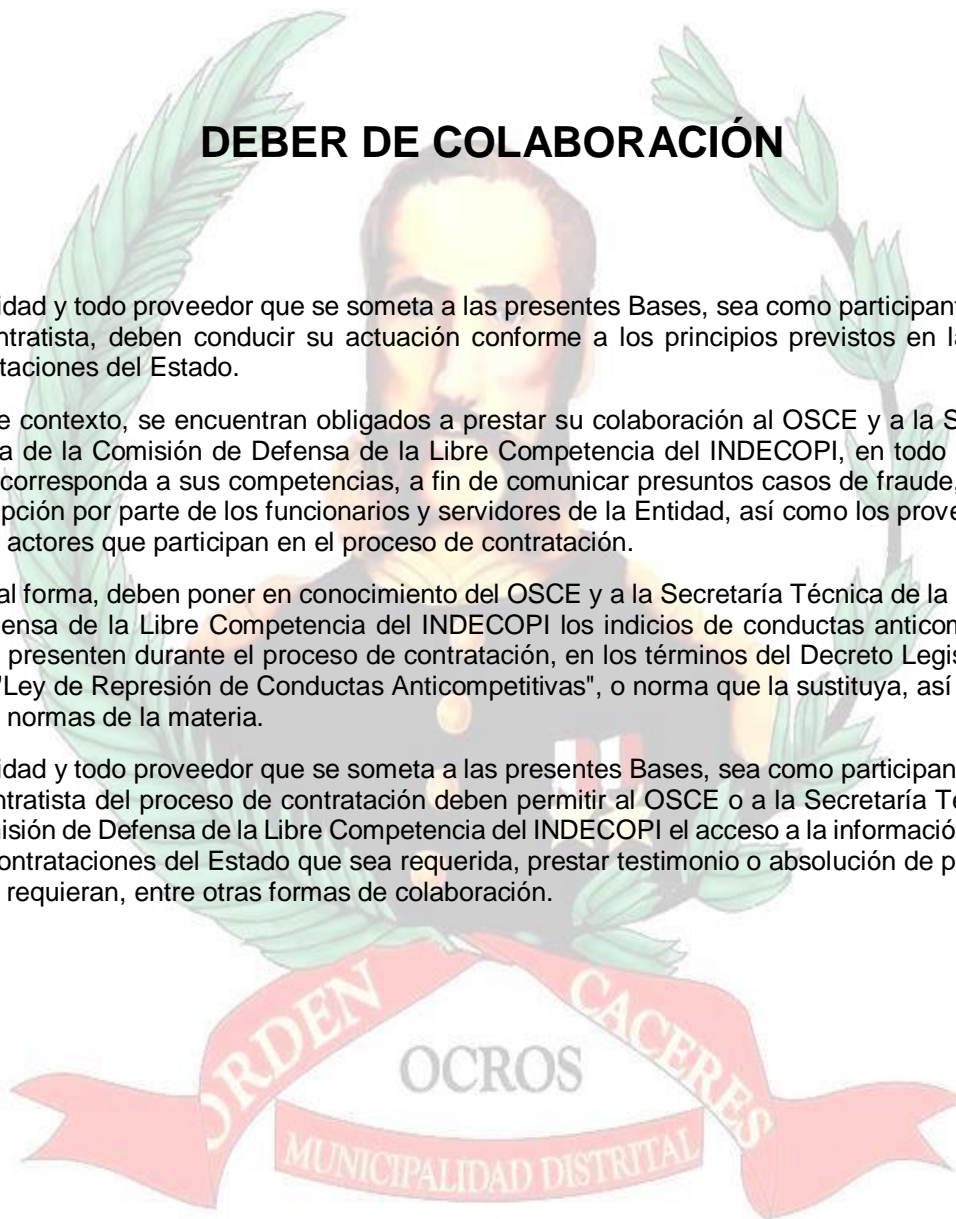 DEBER DE COLABORACIÓN
idad y todo proveedor que se someta a las presentes Bases, sea como participant
ntratista, deben conducir su actuación conforme a los principios previstos en la
taciones del Estado.
e contexto, se encuentran obligados a prestar su colaboración al OSCE y a la S
a de la Comisión de Defensa de la Libre Competencia del INDECOPI, en todo
corresponda a sus competencias, a fin de comunicar presuntos casos de fraude,
pción por parte de los funcionarios y servidores de la Entidad, así como los prove
actores que participan en el proceso de contratación.
al forma, deben poner en conocimiento del OSCE y a la Secretaría Técnica de la
ensa de la Libre Competencia del INDECOPI los indicios de conductas anticom
presenten durante el proceso de contratación, en los términos del Decreto Legis
"Ley de Represión de Conductas Anticompetitivas", o norma que la sustituya, así
normas de la materia.
idad y todo proveedor que se someta a las presentes Bases, sea como participan
ntratista del proceso de contratación deben permitir al OSCE o a la Secretaría Té
misión de Defensa de la Libre Competencia del INDECOPI el acceso a la informació
ontrataciones del Estado que sea requerida, prestar testimonio o absolución de p
requieran, entre otras formas de colaboración.
ORDEN CACERES
OCROS
MUNICIPALIDAD DISTRITAL